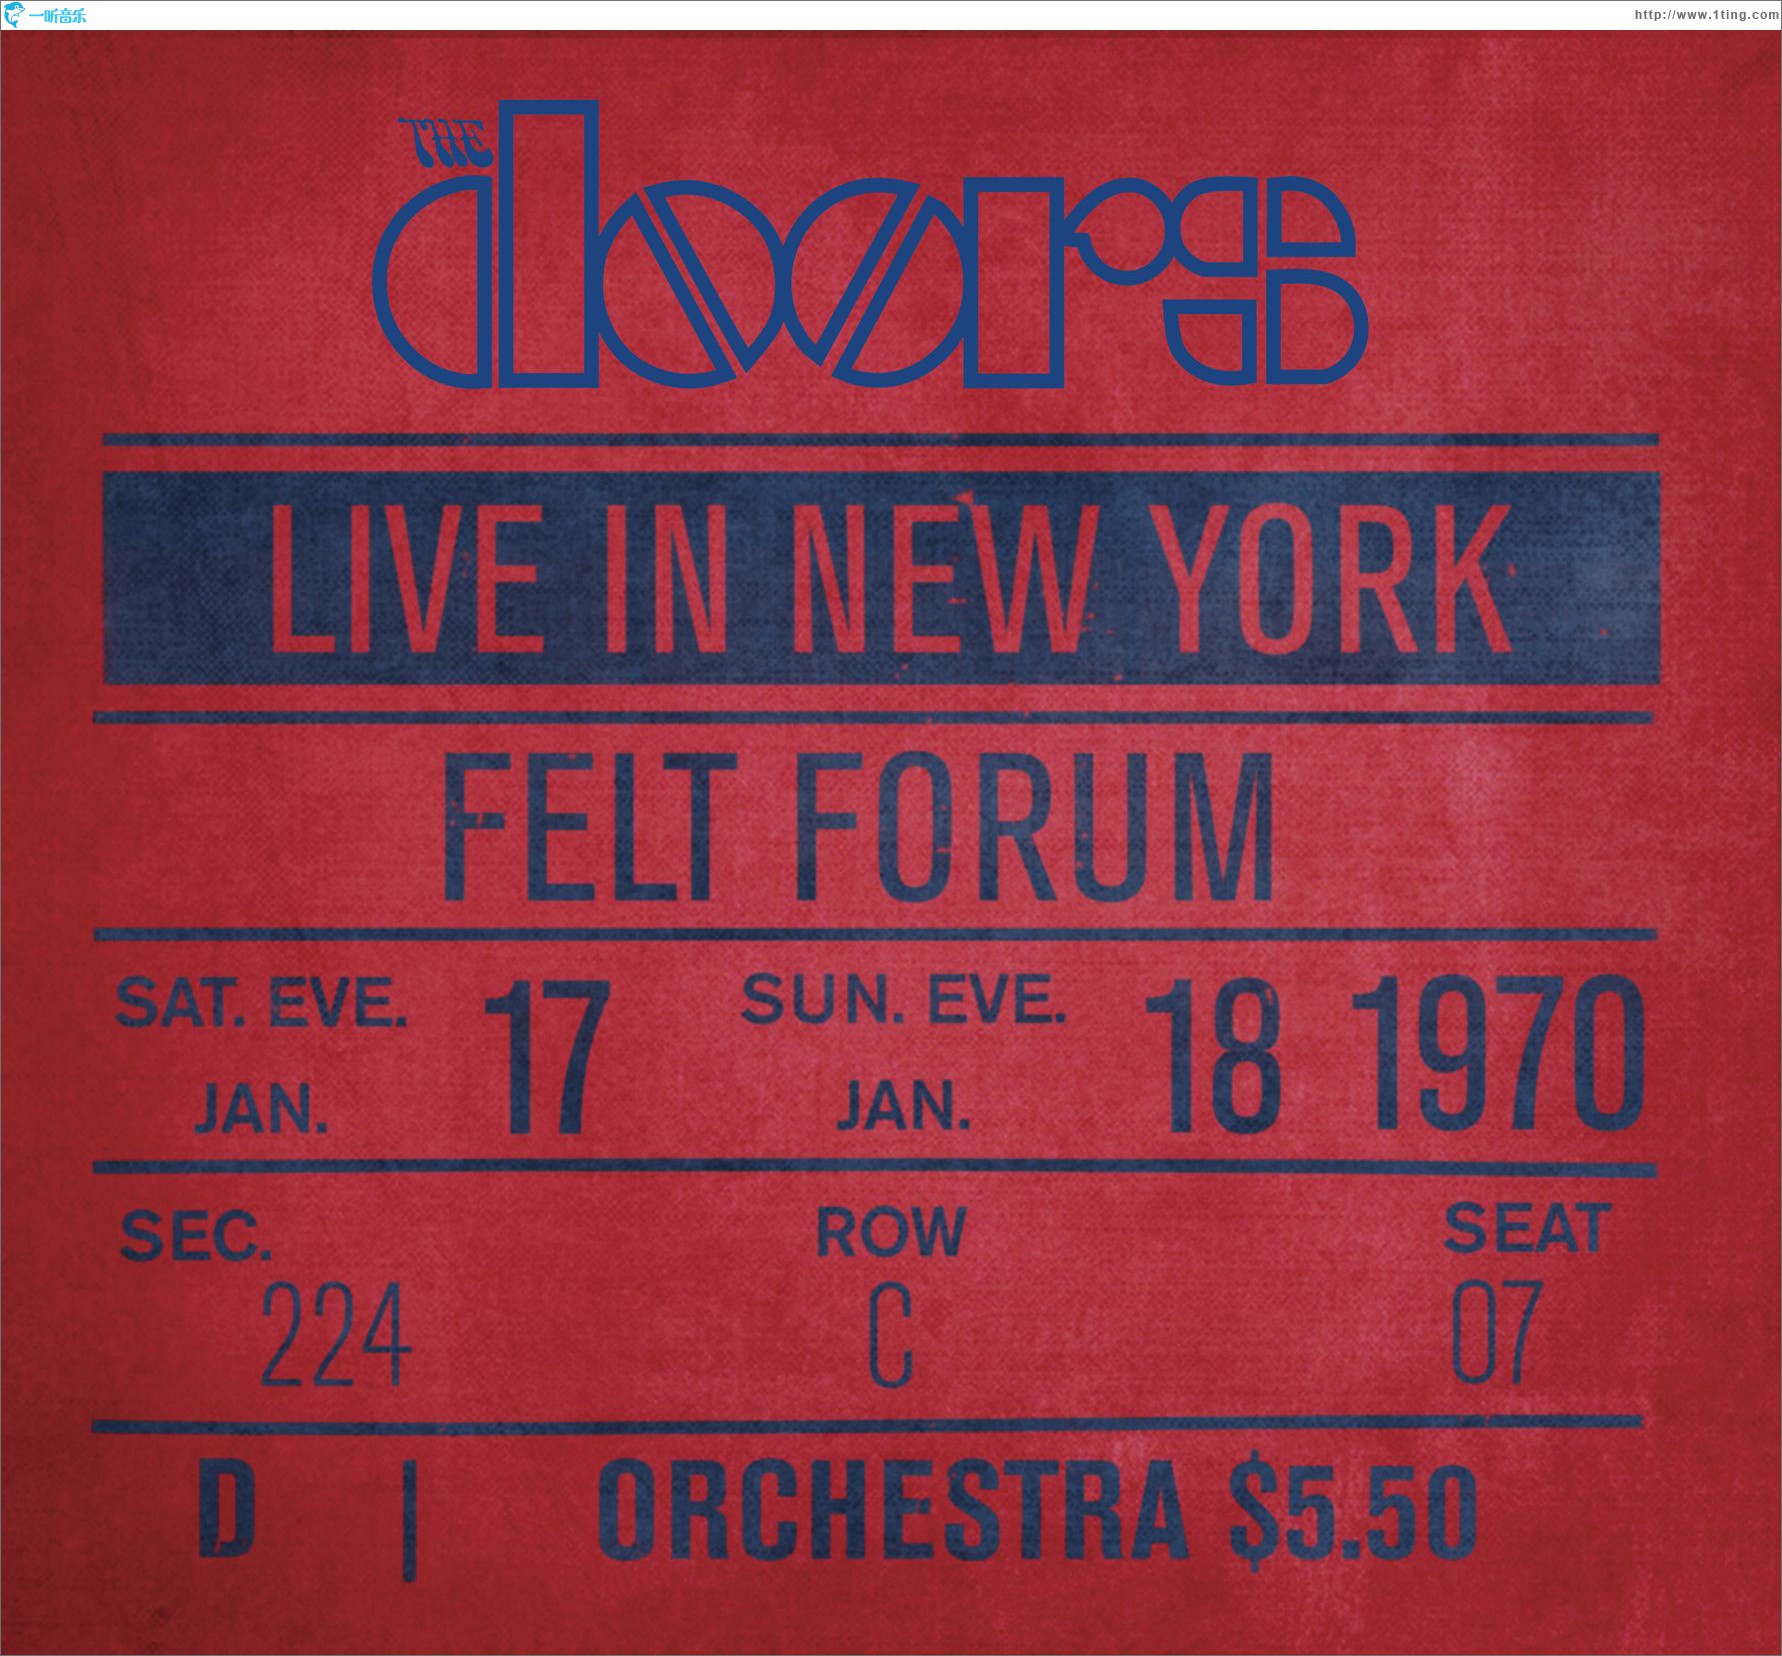 一听音乐
http://www.1ting.com
THE
doors
LIVE IN NEW YORK
FELT FORUM
SAT. EVE. JAN. 17 SUN. EVE. JAN. 18 1970
SEC. ROW SEAT
224 C 07
D | ORCHESTRA $5.50